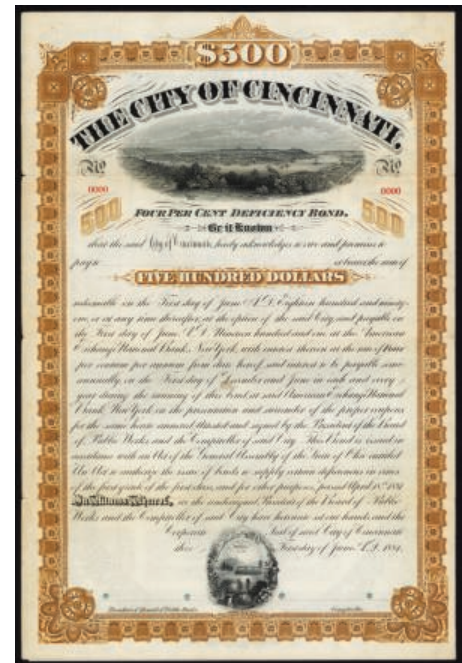 $500
THE CITY OF CINCINNATI.
No No
0000 0000
500 500
FOUR PER CENT DEFICIENCY BOND.
Be it Known
that the said City of Cincinnati, hereby acknowledges to owe and promises to
pay to or bearer, the sum of
FIVE HUNDRED DOLLARS
redeemable on the First day of June A.D. Eighteen hundred and ninety
one, or at any time thereafter, at the option of the said City, and payable on
the First day of June A.D. Nineteen hundred and one at the American
Exchange National Bank, New York, with interest thereon at the rate of Four
per centum per annum from date hereof, said interest to be payable semi-
annually, on the First day of December and June in each and every
year during the running of this bond at said American Exchange National
Bank, New York on the presentation and surrender of the proper coupons
for the same hereto annexed Attested and signed by the President of the Board
of Public Works and the Comptroller of said City. This bond is issued in
accordance with an Act of the General Assembly of the State of Ohio entitled
An Act to authorize the issue of bonds to supply certain deficiencies in cities
of the first grade of the first class, and for other purposes, passed April 18th 1881
In Witness Whereof, we the undersigned President of the Board of Public
Works and the Comptroller of said City have hereunto set our hands and the
Corporate Seal of said City of Cincinnati
this First day of June A.D. 1881.
President of Board of Public Works. Comptroller.